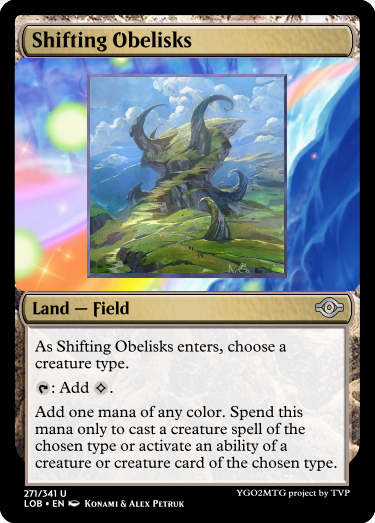 Shifting Obelisks
Land — Field
As Shifting Obelisks enters, choose a
creature type.
: Add .
Add one mana of any color. Spend this
mana only to cast a creature spell of the
chosen type or activate an ability of a
creature or creature card of the chosen type.
271/341 U
LOB • EN Konami & Alex Petruk
YGO2MTG project by TVP